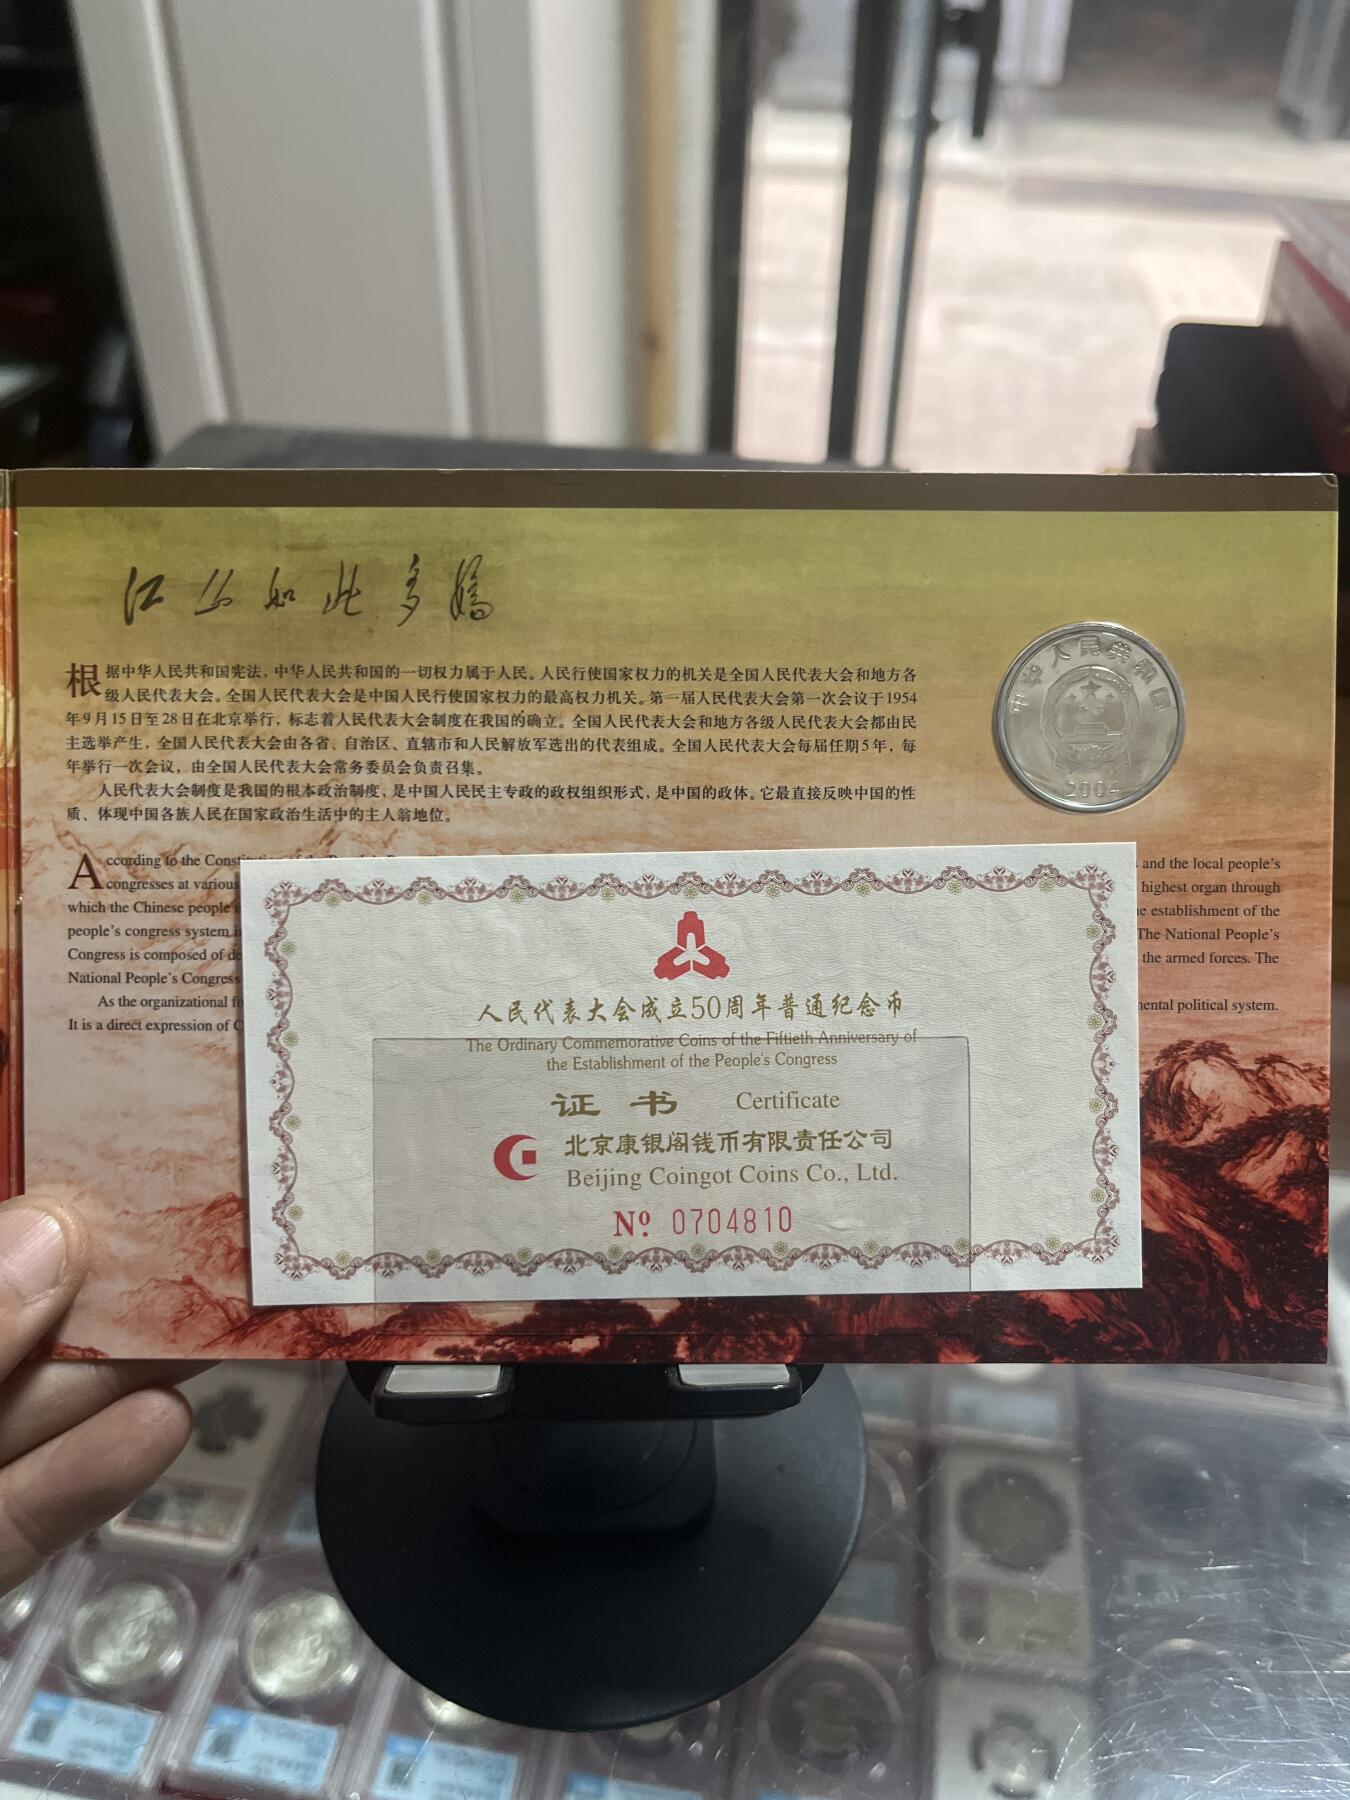 江山如此多娇
根据中华人民共和国宪法，中华人民共和国的一切权力属于人民。人民行使国家权力的机关是全国人民代表大会和地方各
级人民代表大会。全国人民代表大会是中国人民行使国家权力的最高权力机关。第一届人民代表大会第一次会议于1954
年9月15日至28日在北京举行，标志着人民代表大会制度在我国的确立。全国人民代表大会和地方各级人民代表大会都由民
主选举产生，全国人民代表大会由各省、自治区、直辖市和人民解放军选出的代表组成。全国人民代表大会每届任期5年，每
年举行一次会议，由全国人民代表大会常务委员会负责召集。
人民代表大会制度是我国的根本政治制度，是中国人民民主专政的政权组织形式，是中国的政体。它最直接反映中国的性
质、体现中国各族人民在国家政治生活中的主人翁地位。
中华人民共和国
2004
According to the and the local people's
congresses at various highest organ through
which the Chinese people establishment of the
people's congress system The National People's
Congress is composed of the armed forces. The
National People's Congress
As the organizational political system.
It is a direct expression of
人民代表大会成立50周年普通纪念币
The Ordinary Commemorative Coins of the Fiftieth Anniversary of
the Establishment of the People's Congress
证书 Certificate
北京康银阁钱币有限责任公司
Beijing Coingot Coins Co., Ltd.
Nº 0704810